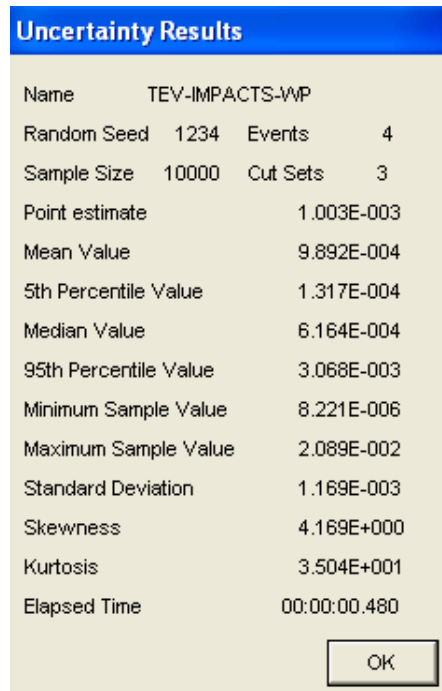 Uncertainty Results
Name TEV-IMPACTS-WP
Random Seed 1234 Events 4
Sample Size 10000 Cut Sets 3
Point estimate 1.003E-003
Mean Value 9.892E-004
5th Percentile Value 1.317E-004
Median Value 6.164E-004
95th Percentile Value 3.068E-003
Minimum Sample Value 8.221E-006
Maximum Sample Value 2.089E-002
Standard Deviation 1.169E-003
Skewness 4.169E+000
Kurtosis 3.504E+001
Elapsed Time 00:00:00.480
OK